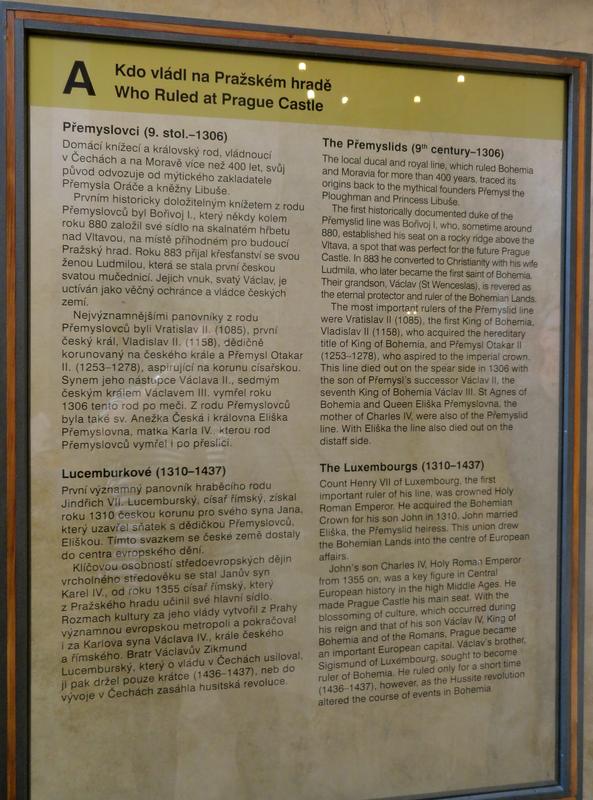 A
Kdo vládl na Pražském hradě
Who Ruled at Prague Castle
Přemyslovci (9. stol.–1306)
Domácí knížecí a královský rod, vládnoucí
v Čechách a na Moravě více než 400 let, svůj
původ odvozuje od mýtického zakladatele
Přemysla Oráče a kněžny Libuše.
Prvním historicky doložitelným knížetem z rodu
Přemyslovců byl Bořivoj I., který někdy kolem
roku 880 založil své sídlo na skalnatém hřbetu
nad Vltavou, na místě příhodném pro budoucí
Pražský hrad. Roku 883 přijal křesťanství se svou
ženou Ludmilou, která se stala první českou
svatou mučednicí. Jejich vnuk, svatý Václav, je
uctíván jako věčný ochránce a vládce českých
zemí.
Nejvýznamnějšími panovníky z rodu
Přemyslovců byli Vratislav II. (1085), první
český král, Vladislav II. (1158), dědičně
korunovaný na českého krále a Přemysl Otakar
II. (1253–1278), aspirující na korunu císařskou.
Synem jeho nástupce Václava II., sedmým
českým králem Václavem III. vymřel roku
1306 tento rod po meči. Z rodu Přemyslovců
byla také sv. Anežka Česká i královna Eliška
Přemyslovna, matka Karla IV., kterou rod
Přemyslovců vymřel i po přeslici.
Lucemburkové (1310–1437)
První významný panovník hraběcího rodu
Jindřich VII. Lucemburský, císař římský, získal
roku 1310 českou korunu pro svého syna Jana,
který uzavřel sňatek s dědičkou Přemyslovců,
Eliškou. Tímto svazkem se české země dostaly
do centra evropského dění.
Klíčovou osobností středoevropských dějin
vrcholného středověku se stal Janův syn
Karel IV., od roku 1355 císař římský, který
z Pražského hradu učinil své hlavní sídlo.
Rozmach kultury za jeho vlády vytvořil z Prahy
významnou evropskou metropoli a pokračoval
i za Karlova syna Václava IV., krále českého
a římského. Bratr Václavův Zikmund
Lucemburský, který o vládu v Čechách usiloval,
ji pak držel pouze krátce (1436–1437), neb do
vývoje v Čechách zasáhla husitská revoluce.
The Přemyslids (9th century–1306)
The local ducal and royal line, which ruled Bohemia
and Moravia for more than 400 years, traced its
origins back to the mythical founders Přemysl the
Ploughman and Princess Libuše.
The first historically documented duke of the
Přemyslid line was Bořivoj I, who, sometime around
880, established his seat on a rocky ridge above the
Vltava, a spot that was perfect for the future Prague
Castle. In 883 he converted to Christianity with his wife
Ludmila, who later became the first saint of Bohemia.
Their grandson, Václav (St Wenceslas), is revered as
the eternal protector and ruler of the Bohemian Lands.
The most important rulers of the Přemyslid line
were Vratislav II (1085), the first King of Bohemia,
Vladislav II (1158), who acquired the hereditary
title of King of Bohemia, and Přemysl Otakar II
(1253–1278), who aspired to the imperial crown.
This line died out on the spear side in 1306 with
the son of Přemysl's successor Václav II, the
seventh King of Bohemia Václav III. St Agnes of
Bohemia and Queen Eliška Přemyslovna, the
mother of Charles IV, were also of the Přemyslid
line. With Eliška the line also died out on the
distaff side.
The Luxembourgs (1310–1437)
Count Henry VII of Luxembourg, the first
important ruler of his line, was crowned Holy
Roman Emperor. He acquired the Bohemian
Crown for his son John in 1310. John married
Eliška, the Přemyslid heiress. This union drew
the Bohemian Lands into the centre of European
affairs.
John's son Charles IV, Holy Roman Emperor
from 1355 on, was a key figure in Central
European history in the high Middle Ages. He
made Prague Castle his main seat. With the
blossoming of culture, which occurred during
his reign and that of his son Václav IV, King of
Bohemia and of the Romans, Prague became
an important European capital. Václav's brother,
Sigismund of Luxembourg, sought to become
ruler of Bohemia. He ruled only for a short time
(1436–1437), however, as the Hussite revolution
altered the course of events in Bohemia